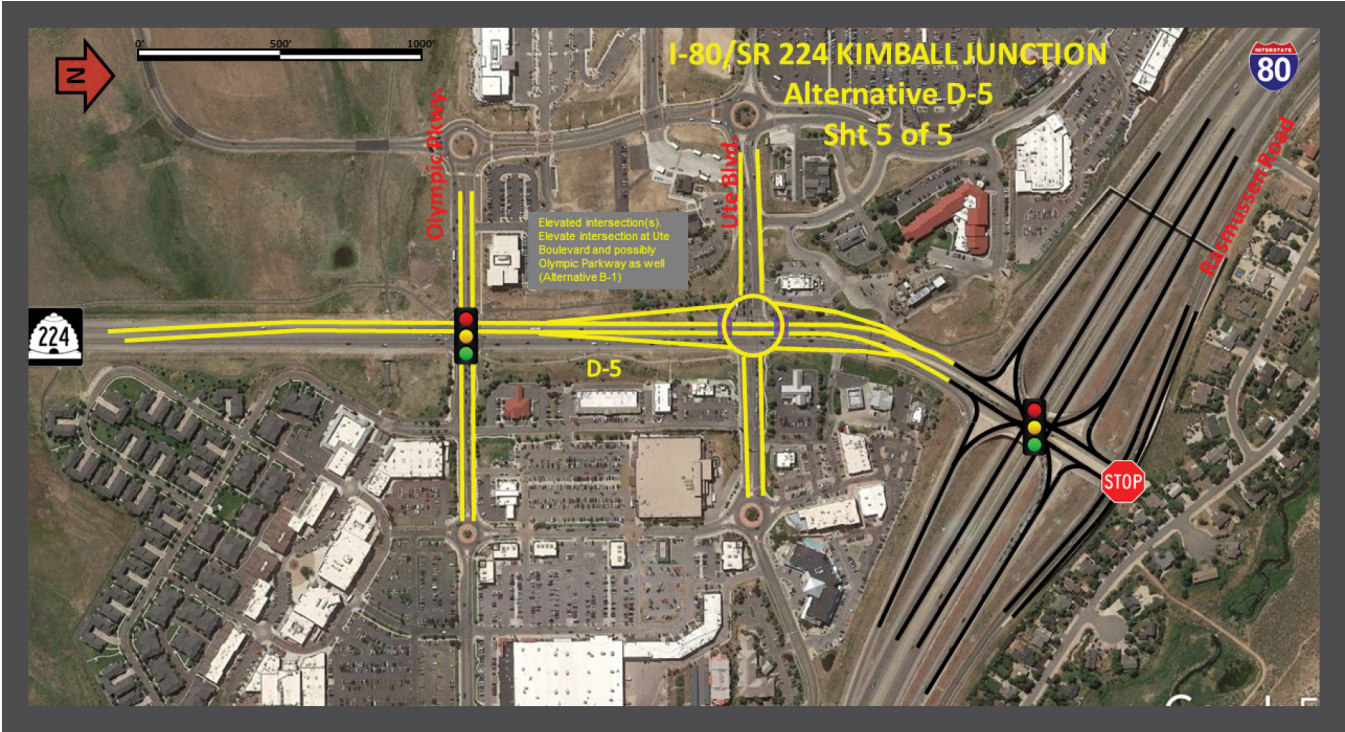 0'
500'
1000'
N
I-80/SR 224 KIMBALL JUNCTION
Alternative D-5
Sht 5 of 5
INTERSTATE
80
Olympic Pkwy.
Ute Blvd.
Rasmussen Road
Elevated intersection(s).
Elevate intersection at Ute
Boulevard and possibly
Olympic Parkway as well
(Alternative B-1)
224
D-5
STOP